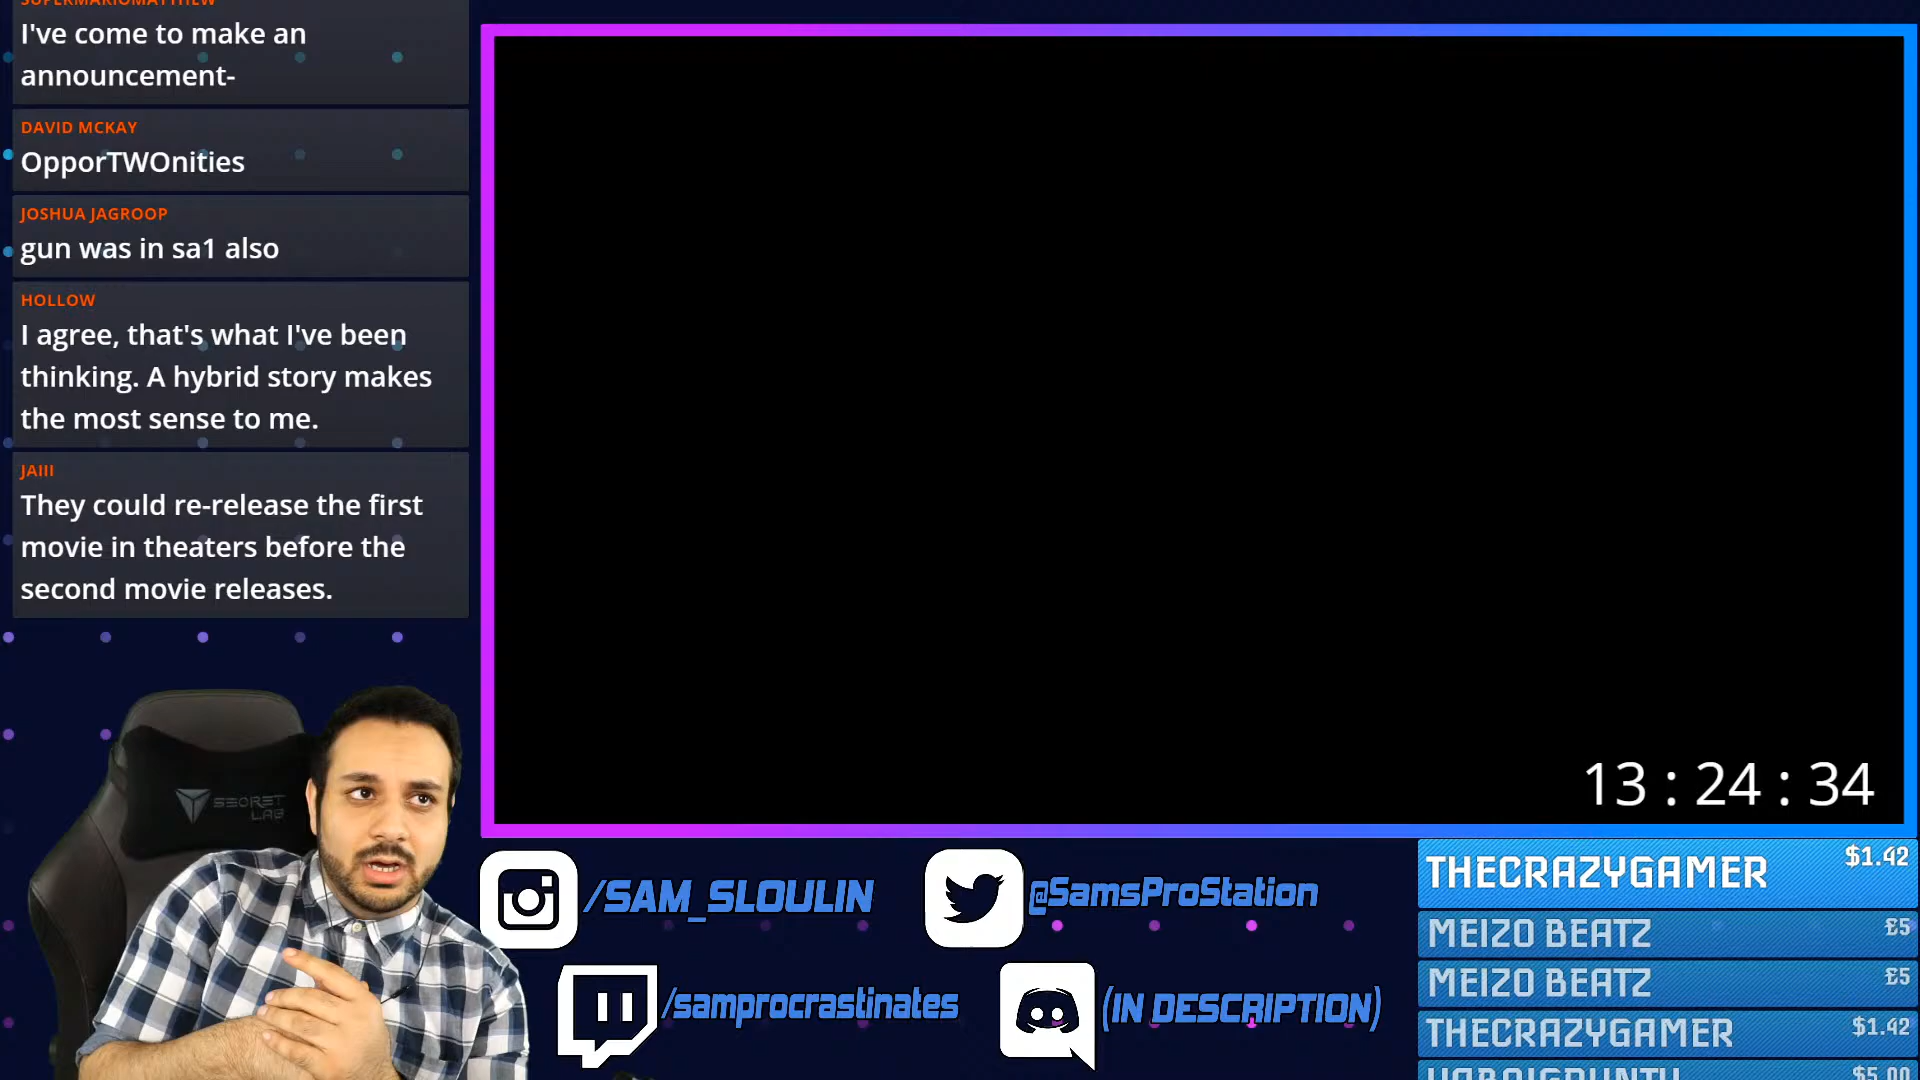 SUPERMARIOMATTHEW
I've come to make an
announcement-
DAVID MCKAY
OpporTWOnities
JOSHUA JAGROOP
gun was in sa1 also
HOLLOW
I agree, that's what I've been
thinking. A hybrid story makes
the most sense to me.
JAIII
They could re-release the first
movie in theaters before the
second movie releases.
SECRET
LAB
13 : 24 : 34
/SAM_SLOULIN
@SamsProStation
/samprocrastinates
(IN DESCRIPTION)
THECRAZYGAMER $1.42
MEIZO BEATZ £5
MEIZO BEATZ £5
THECRAZYGAMER $1.42
$5.00